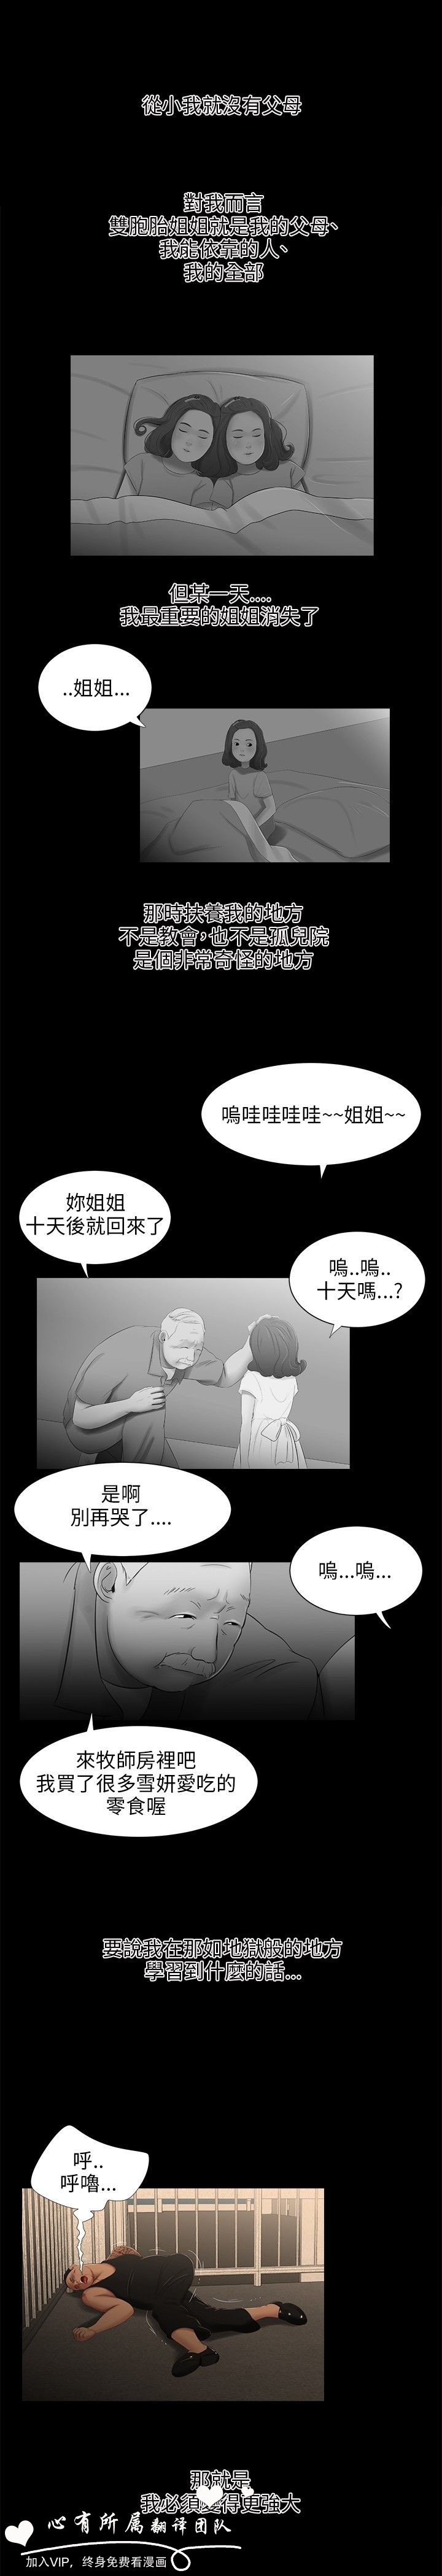 從小我就沒有父母
對我而言
雙胞胎姐姐就是我的父母、
我能依靠的人、
我的全部
但某一天....
我最重要的姐姐消失了
..姐姐...
那時扶養我的地方
不是教會，也不是孤兒院
是個非常奇怪的地方
嗚哇哇哇哇~~姐姐~~
妳姐姐
十天後就回來了
嗚..嗚..
十天嗎...?
是啊
別再哭了....
嗚...嗚...
來牧師房裡吧
我買了很多雪妍愛吃的
零食喔
要說我在那如地獄般的地方
學習到什麼的話...
呼..
呼嚕...
那就是
我必須變得更強大
心有所属翻译团队
加入VIP，终身免费看漫画